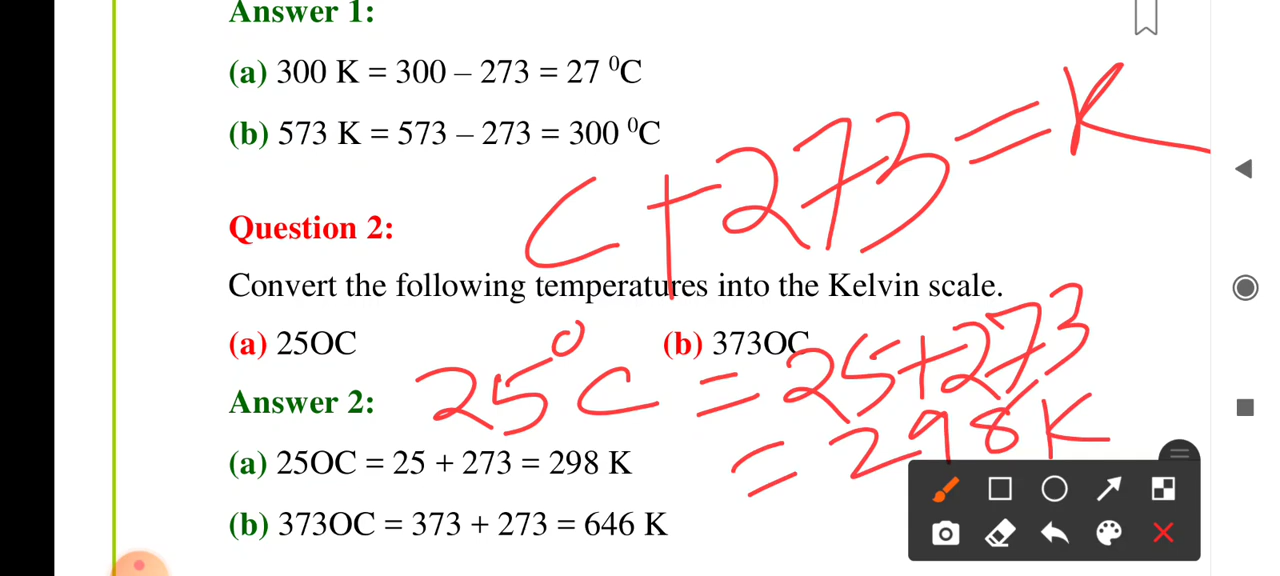 Answer 1:
(a) 300 K = 300 – 273 = 27 ⁰C
(b) 573 K = 573 – 273 = 300 ⁰C
C + 273 = K
Question 2:
Convert the following temperatures into the Kelvin scale.
(a) 25OC (b) 373OC
25⁰C = 25 + 273
= 298 K
Answer 2:
(a) 25OC = 25 + 273 = 298 K
(b) 373OC = 373 + 273 = 646 K